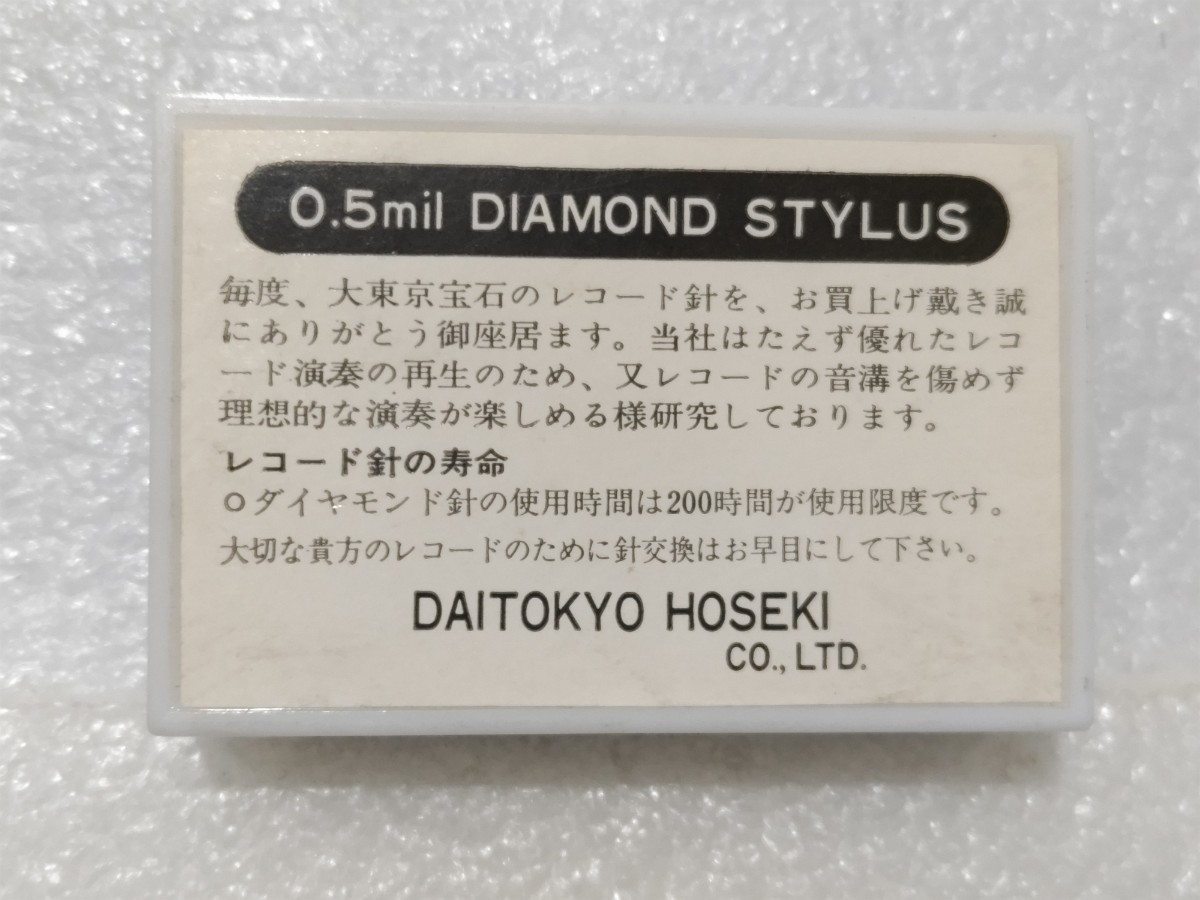 0.5mil DIAMOND STYLUS
毎度、大東京宝石のレコード針を、お買上げ戴き誠
にありがとう御座居ます。当社はたえず優れたレコ
ード演奏の再生のため、又レコードの音溝を傷めず
理想的な演奏が楽しめる様研究しております。
レコード針の寿命
○ダイヤモンド針の使用時間は200時間が使用限度です。
大切な貴方のレコードのために針交換はお早目にして下さい。
DAITOKYO HOSEKI
CO., LTD.